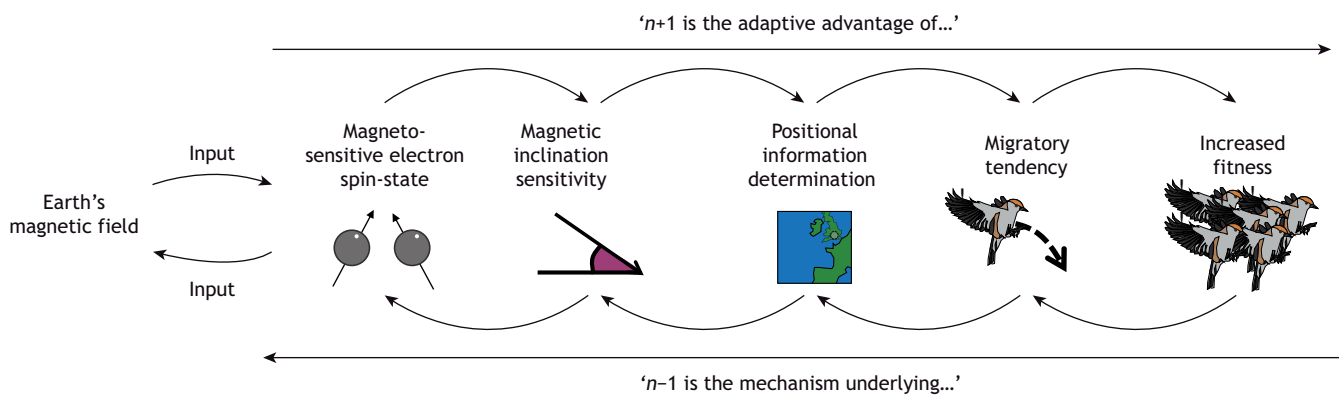 ‘n+1 is the adaptive advantage of…’
Input
Earth’s
magnetic field
Input
Magneto-
sensitive electron
spin-state
Magnetic
inclination
sensitivity
Positional
information
determination
Migratory
tendency
Increased
fitness
‘n−1 is the mechanism underlying…’